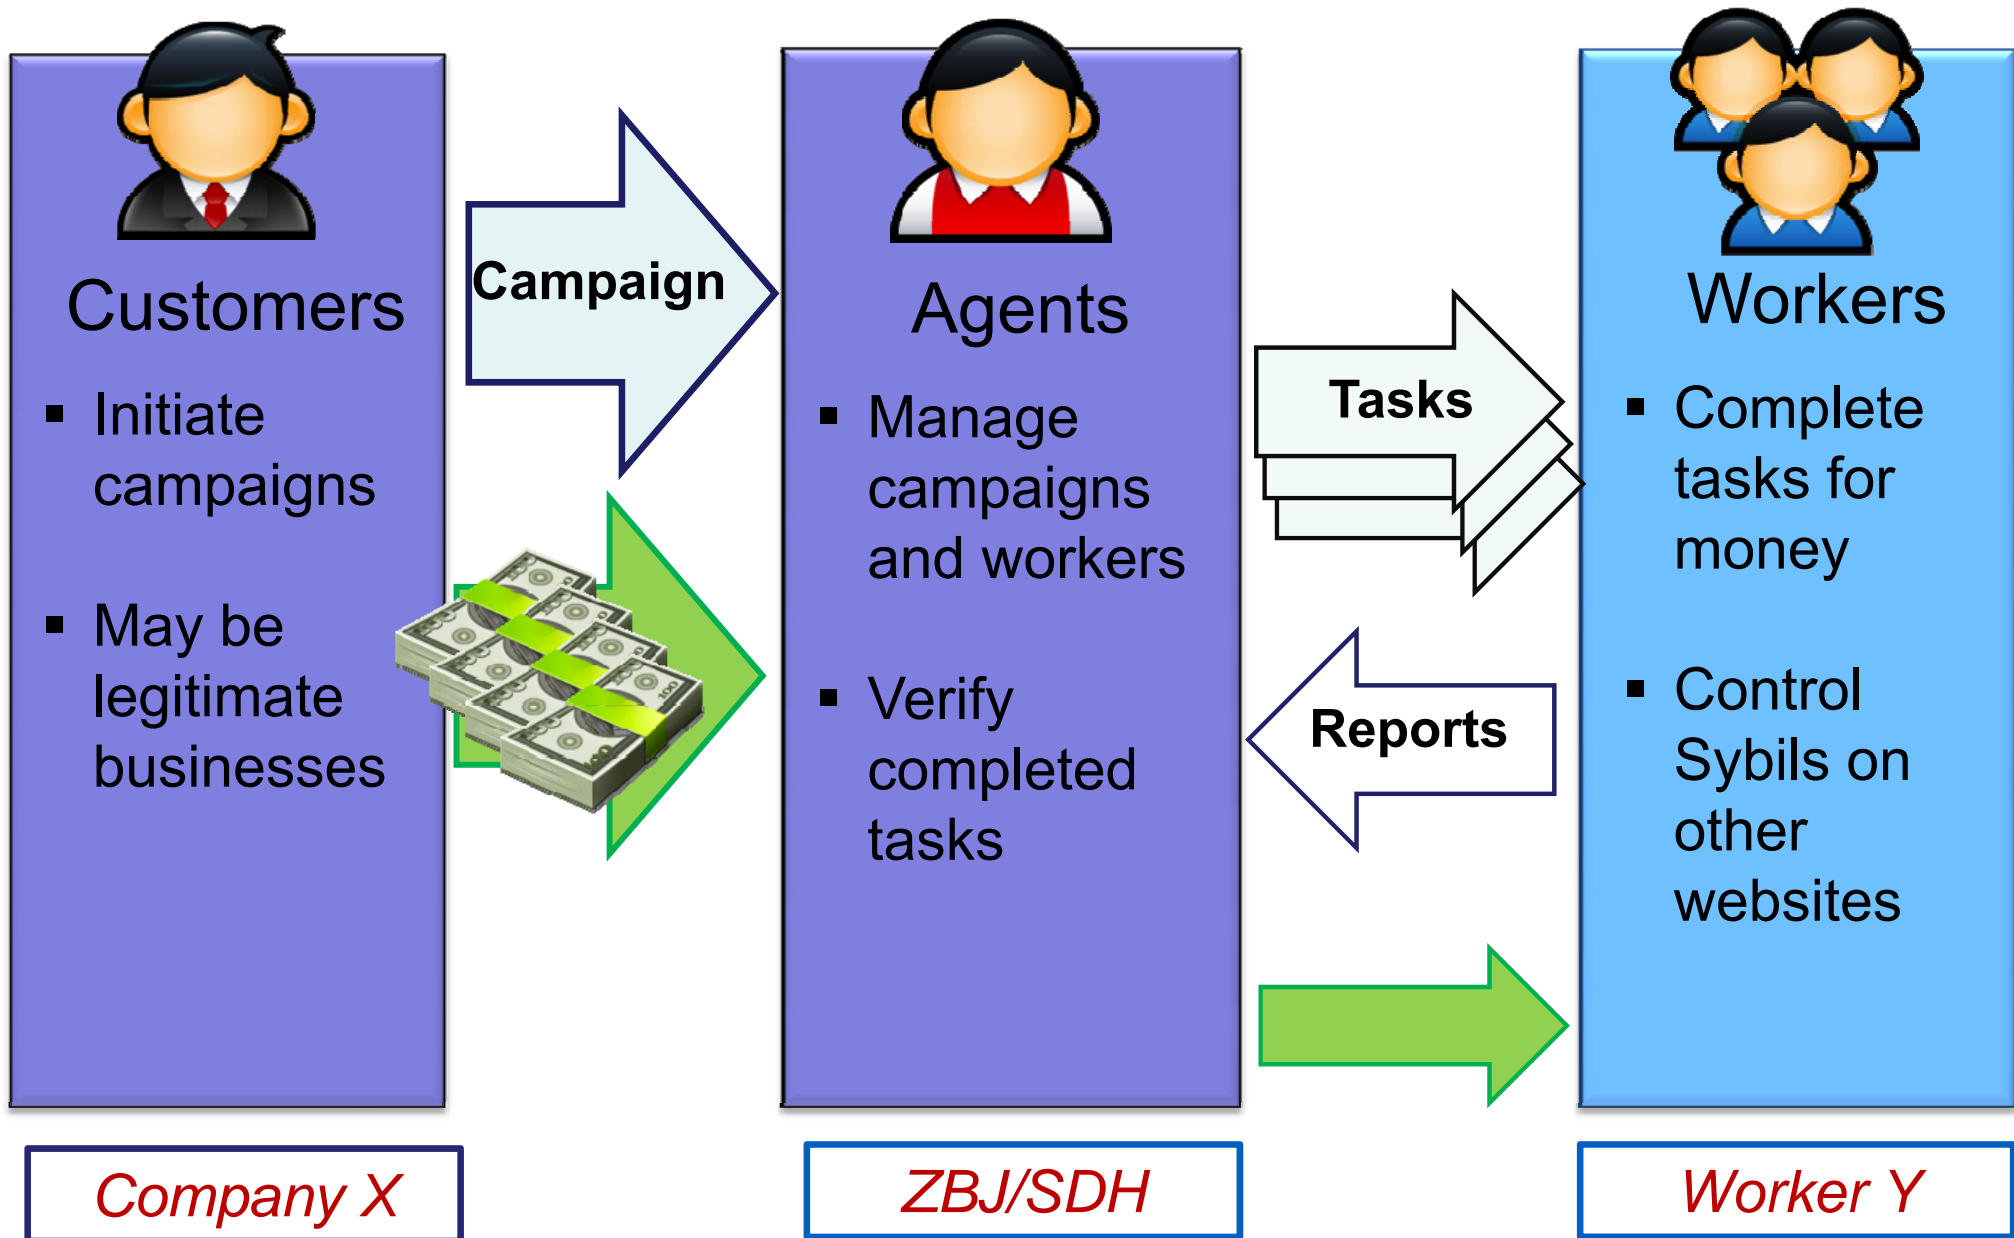 Customers
▪ Initiate
campaigns
▪ May be
legitimate
businesses
Campaign
Agents
▪ Manage
campaigns
and workers
▪ Verify
completed
tasks
Tasks
Reports
Workers
▪ Complete
tasks for
money
▪ Control
Sybils on
other
websites
Company X
ZBJ/SDH
Worker Y